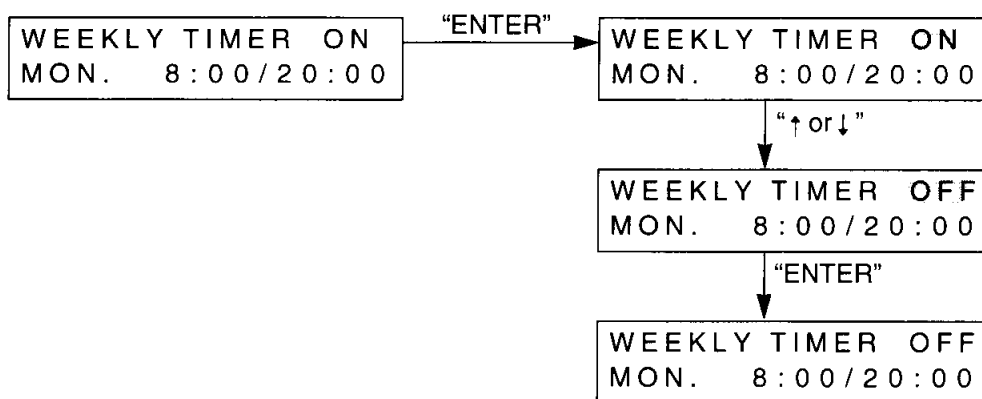 WEEKLY TIMER ON
MON. 8:00/20:00
“ENTER”
WEEKLY TIMER ON
MON. 8:00/20:00
“↑ or ↓”
WEEKLY TIMER OFF
MON. 8:00/20:00
“ENTER”
WEEKLY TIMER OFF
MON. 8:00/20:00